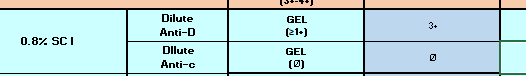 (3+-4+)
0.8% SC I
Dilute
Anti-D
GEL
(≥1+)
3+
DIlute
Anti-c
GEL
(Ø)
Ø